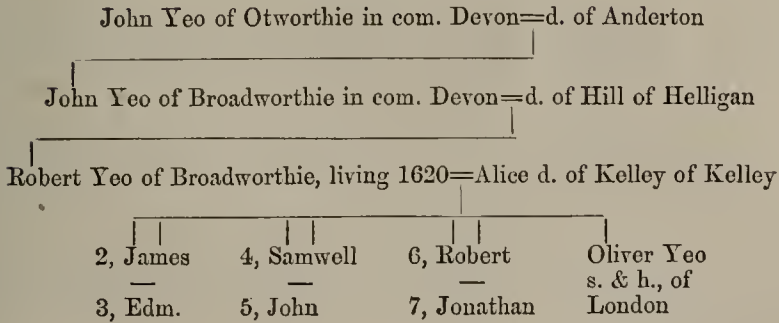 John Yeo of Otworthie in com. Devon=d. of Anderton
John Yeo of Broadworthie in com. Devon=d. of Hill of Helligan
Robert Yeo of Broadworthie, living 1620=Alice d. of Kelley of Kelley
2, James 4, Samwell 6, Robert Oliver Yeo
s. & h., of
3, Edm. 5, John 7, Jonathan London